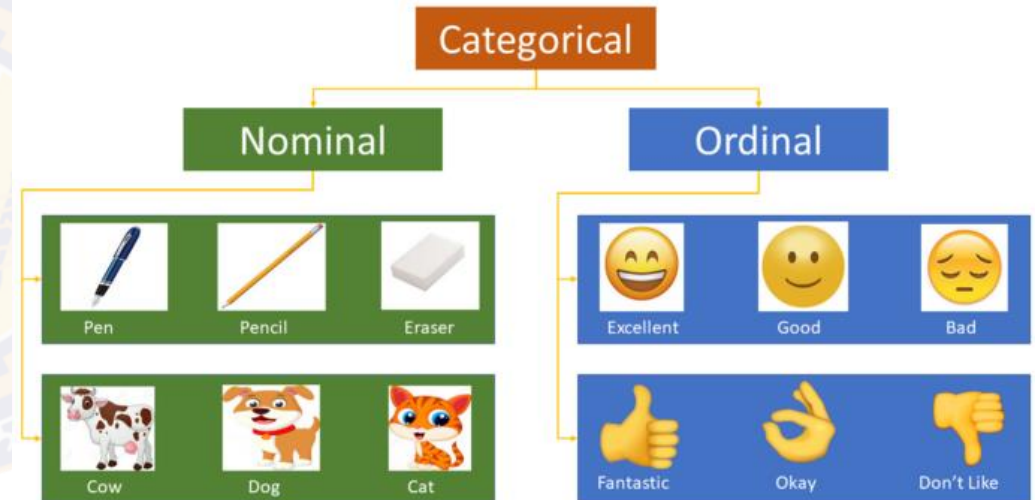 Categorical
Nominal
Ordinal
Pen
Pencil
Eraser
Excellent
Good
Bad
Cow
Dog
Cat
Fantastic
Okay
Don't Like